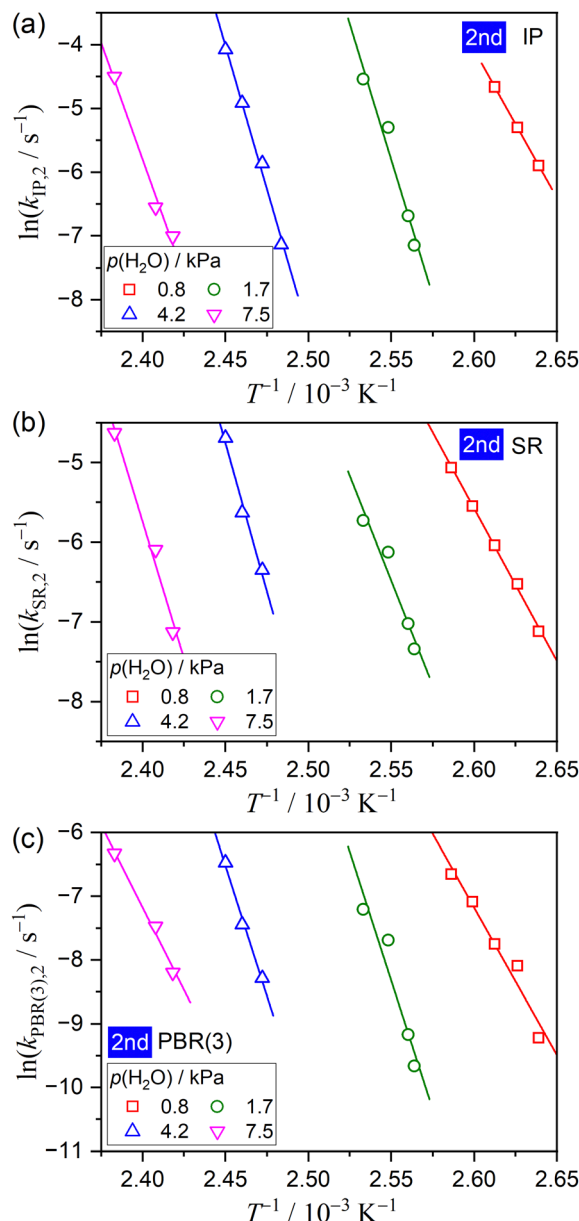 (a)
2nd IP
−4
−5
−6
−7
−8
ln(k_IP,2 / s⁻¹)
p(H₂O) / kPa
0.8 1.7
4.2 7.5
2.40 2.45 2.50 2.55 2.60 2.65
T⁻¹ / 10⁻³ K⁻¹
(b)
2nd SR
−5
−6
−7
−8
ln(k_SR,2 / s⁻¹)
p(H₂O) / kPa
0.8 1.7
4.2 7.5
2.40 2.45 2.50 2.55 2.60 2.65
T⁻¹ / 10⁻³ K⁻¹
(c)
−6
−7
−8
−9
−10
−11
ln(k_PBR(3),2 / s⁻¹)
2nd PBR(3)
p(H₂O) / kPa
0.8 1.7
4.2 7.5
2.40 2.45 2.50 2.55 2.60 2.65
T⁻¹ / 10⁻³ K⁻¹